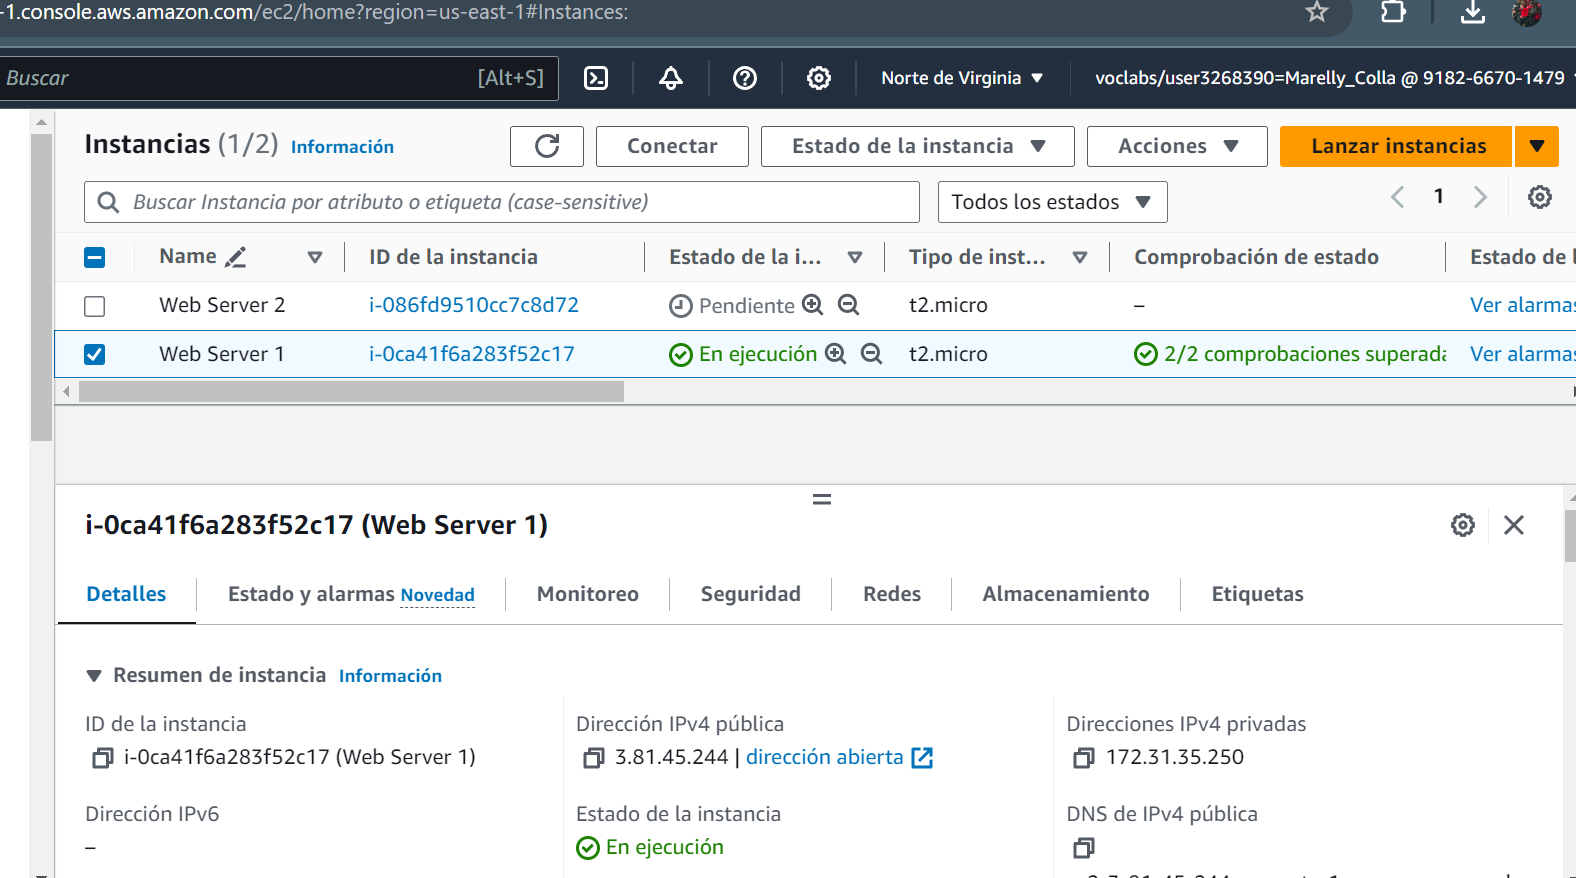 -1.console.aws.amazon.com/ec2/home?region=us-east-1#Instances:
Buscar [Alt+S] Norte de Virginia voclabs/user3268390=Marelly_Colla @ 9182-6670-1479
Instancias (1/2) Información Conectar Estado de la instancia Acciones Lanzar instancias
Buscar Instancia por atributo o etiqueta (case-sensitive) Todos los estados 1
Name ID de la instancia Estado de la i... Tipo de inst... Comprobación de estado Estado de l
Web Server 2 i-086fd9510cc7c8d72 Pendiente t2.micro – Ver alarmas
Web Server 1 i-0ca41f6a283f52c17 En ejecución t2.micro 2/2 comprobaciones superada Ver alarmas
i-0ca41f6a283f52c17 (Web Server 1)
Detalles Estado y alarmas Novedad Monitoreo Seguridad Redes Almacenamiento Etiquetas
Resumen de instancia Información
ID de la instancia Dirección IPv4 pública Direcciones IPv4 privadas
i-0ca41f6a283f52c17 (Web Server 1) 3.81.45.244 | dirección abierta 172.31.35.250
Dirección IPv6 Estado de la instancia DNS de IPv4 pública
– En ejecución